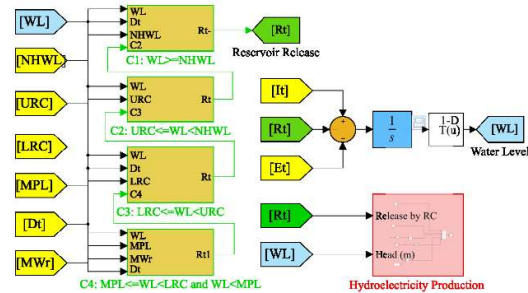 [WL]
[NHWL]
[URC]
[LRC]
[MPL]
[Dt]
[MWr]
WL
Dt
NHWL
C2
Rt-
C1: WL>=NHWL
WL
URC
C3
Rt
C2: URC<=WL<NHWL
WL
Dt
LRC
C4
Rt
C3: LRC<=WL<URC
WL
MPL
MWr
Dt
Rt1
C4: MPL<=WL<LRC and WL<MPL
[Rt]
Reservoir Release
[It]
[Rt]
[Et]
+
−
−
1
s
1-D
T(u)
[WL]
Water Level
[Rt]
[WL]
Release by RC
Head (m)
Hydroelectricity Production